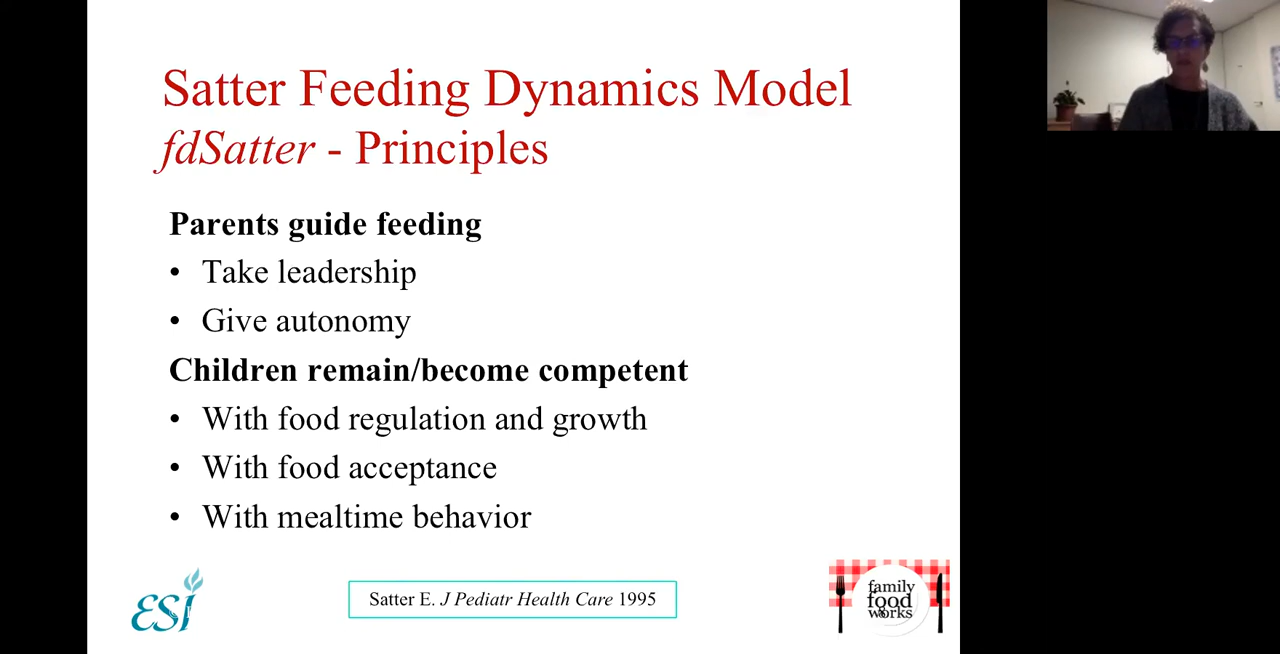 Satter Feeding Dynamics Model
fdSatter - Principles
Parents guide feeding
• Take leadership
• Give autonomy
Children remain/become competent
• With food regulation and growth
• With food acceptance
• With mealtime behavior
ESI
Satter E. J Pediatr Health Care 1995
family
food
works